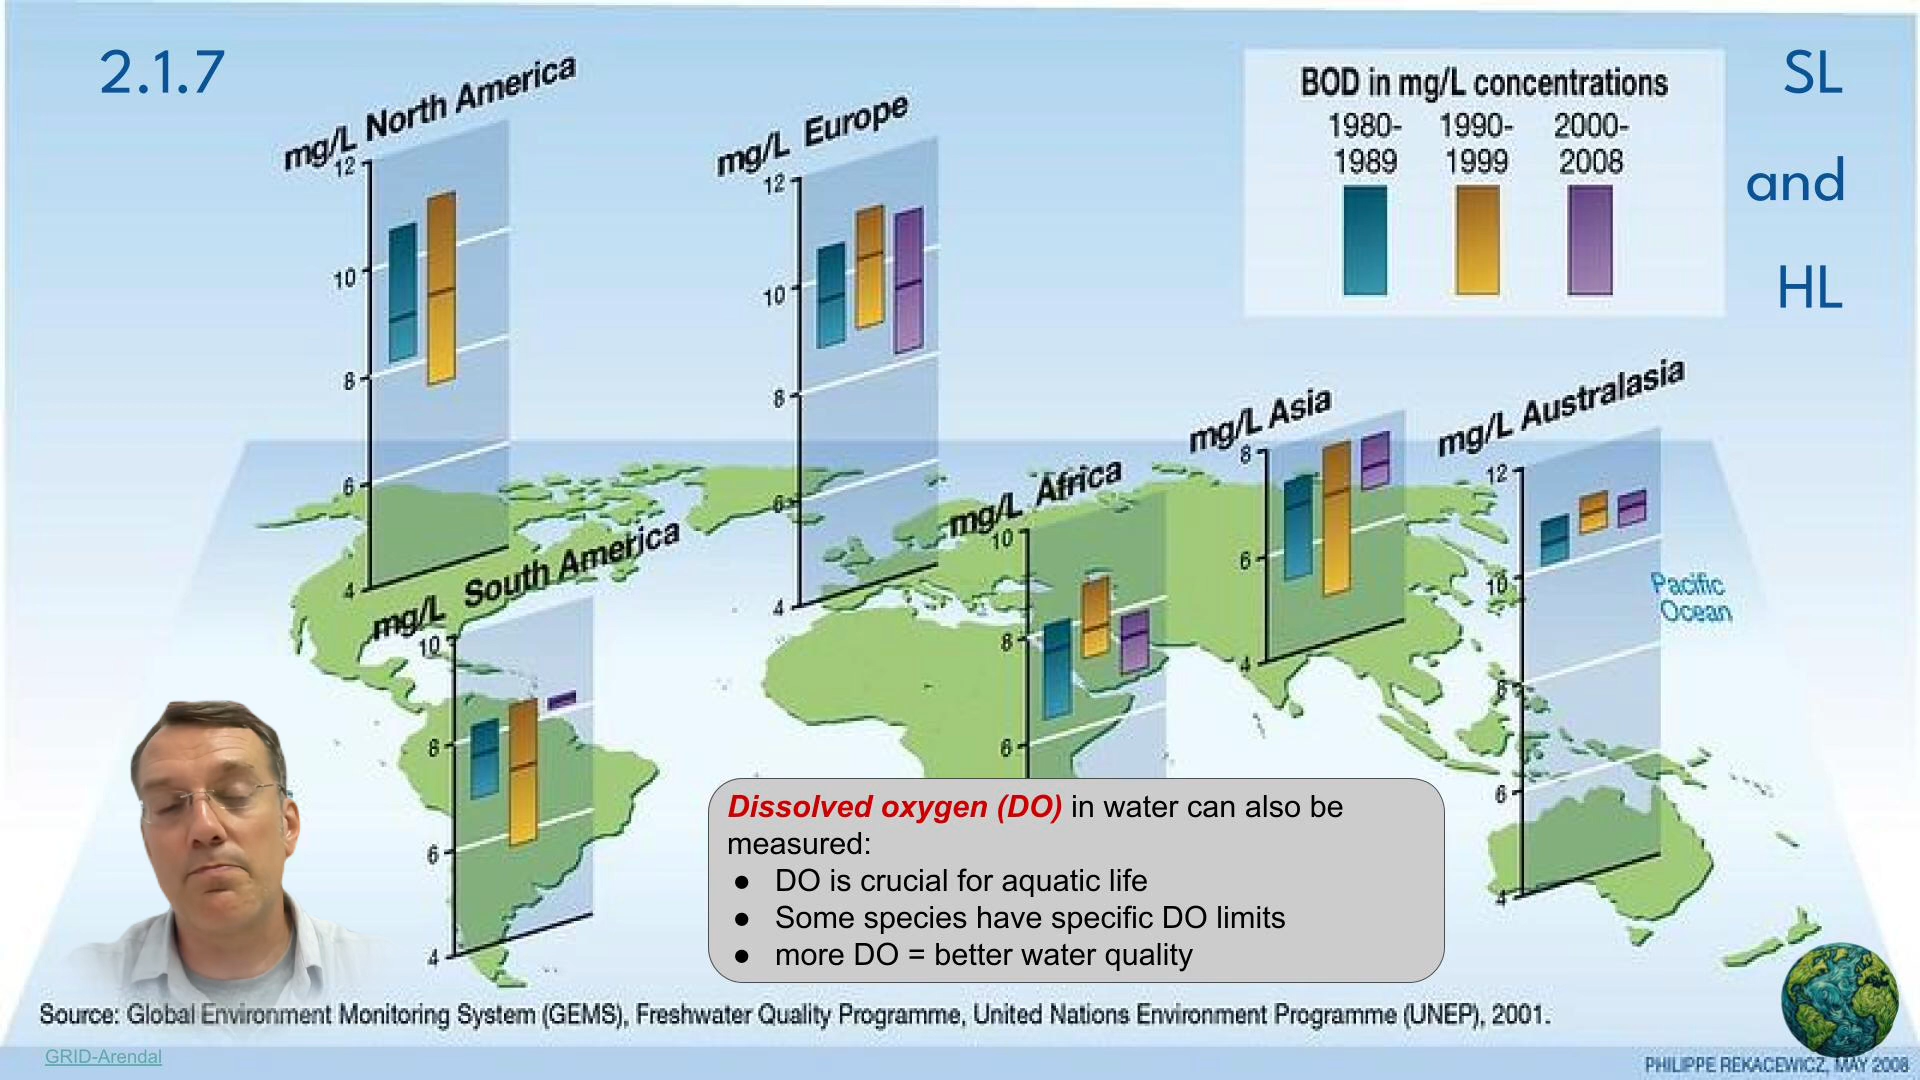 2.1.7
SL
and
HL
BOD in mg/L concentrations
1980-
1989
1990-
1999
2000-
2008
mg/L North America
12
10
8
6
4
mg/L Europe
12
10
8
6
4
mg/L Asia
8
6
4
mg/L Australasia
12
10
8
6
4
Pacific
Ocean
mg/L Africa
10
8
6
mg/L South America
10
8
6
4
Dissolved oxygen (DO) in water can also be
measured:
● DO is crucial for aquatic life
● Some species have specific DO limits
● more DO = better water quality
Source: Global Environment Monitoring System (GEMS), Freshwater Quality Programme, United Nations Environment Programme (UNEP), 2001.
GRID-Arendal
PHILIPPE REKACEWICZ, MAY 2008